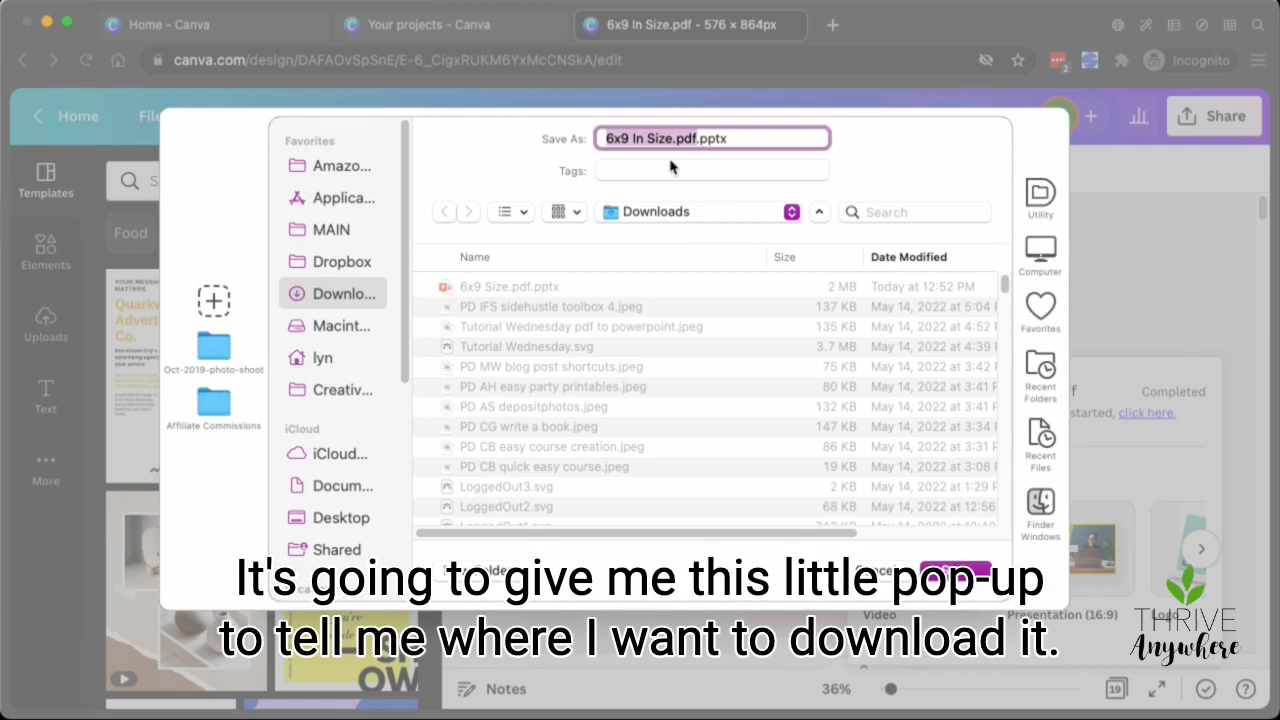 Home - Canva
Your projects - Canva
6x9 In Size.pdf - 576 × 864px
canva.com/design/DAFAOvSpSnE/E-6_CigxRUKM6YxMcCNSkA/edit
2
Incognito
Home
File
Share
Templates
Elements
Uploads
Text
More
Food
YOUR MESSAGE
MATTERS.
Quarkw
Adverti
Co.
Oct-2019-photo-shoot
Affiliate Commissions
Favorites
Amazo...
Applica...
MAIN
Dropbox
Downlo...
Macint...
lyn
Creativ...
iCloud
iCloud...
Docum...
Desktop
Shared
Save As:
6x9 In Size.pdf.pptx
Tags:
Downloads
Search
Name Size Date Modified
6x9 Size.pdf.pptx 2 MB Today at 12:52 PM
PD IFS sidehustle toolbox 4.jpeg 137 KB May 14, 2022 at 5:04 P
Tutorial Wednesday pdf to powerpoint.jpeg 135 KB May 14, 2022 at 4:52 P
Tutorial Wednesday.svg 3.7 MB May 14, 2022 at 4:39 P
PD MW blog post shortcuts.jpeg 75 KB May 14, 2022 at 3:42 P
PD AH easy party printables.jpeg 80 KB May 14, 2022 at 3:41 P
PD AS depositphotos.jpeg 132 KB May 14, 2022 at 3:41 P
PD CG write a book.jpeg 147 KB May 14, 2022 at 3:34 P
PD CB easy course creation.jpeg 86 KB May 14, 2022 at 3:31 P
PD CB quick easy course.jpeg 19 KB May 14, 2022 at 3:08 P
LoggedOut3.svg 2 KB May 14, 2022 at 1:29 P
LoggedOut2.svg 68 KB May 14, 2022 at 12:56
Utility
Computer
Favorites
Recent
Folders
Recent
Files
Finder
Windows
Completed
started, click here.
It's going to give me this little pop-up
to tell me where I want to download it.
Video
Presentation (16:9)
THRIVE
Anywhere
Notes
36%
19